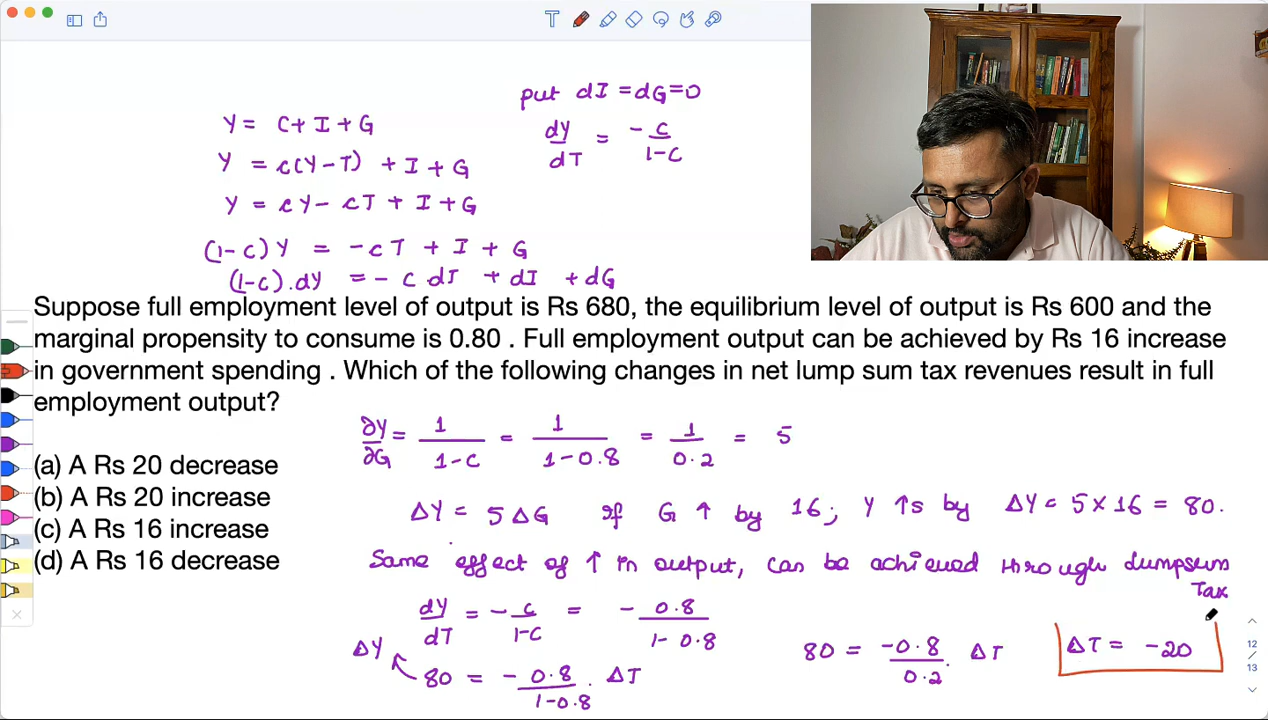 put dI = dG = 0
Y = C + I + G
dY/dT = -c/1-C
Y = c(Y-T) + I + G
Y = cY - cT + I + G
(1-c) Y = -cT + I + G
(1-c).dY = - c dI + dI + dG
Suppose full employment level of output is Rs 680, the equilibrium level of output is Rs 600 and the
marginal propensity to consume is 0.80 . Full employment output can be achieved by Rs 16 increase
in government spending . Which of the following changes in net lump sum tax revenues result in full
employment output?
∂Y/∂G = 1/1-c = 1/1-0.8 = 1/0.2 = 5
(a) A Rs 20 decrease
(b) A Rs 20 increase
(c) A Rs 16 increase
(d) A Rs 16 decrease
ΔY = 5 ΔG If G ↑ by 16; Y ↑s by ΔY = 5 × 16 = 80.
Same effect of ↑ in output, can be achieved through dumpsum
Tax
dY/dT = - c/1-c = - 0.8/1-0.8
ΔY
80 = - 0.8/1-0.8 . ΔT
80 = -0.8/0.2 . ΔT
ΔT = -20
12
/
13